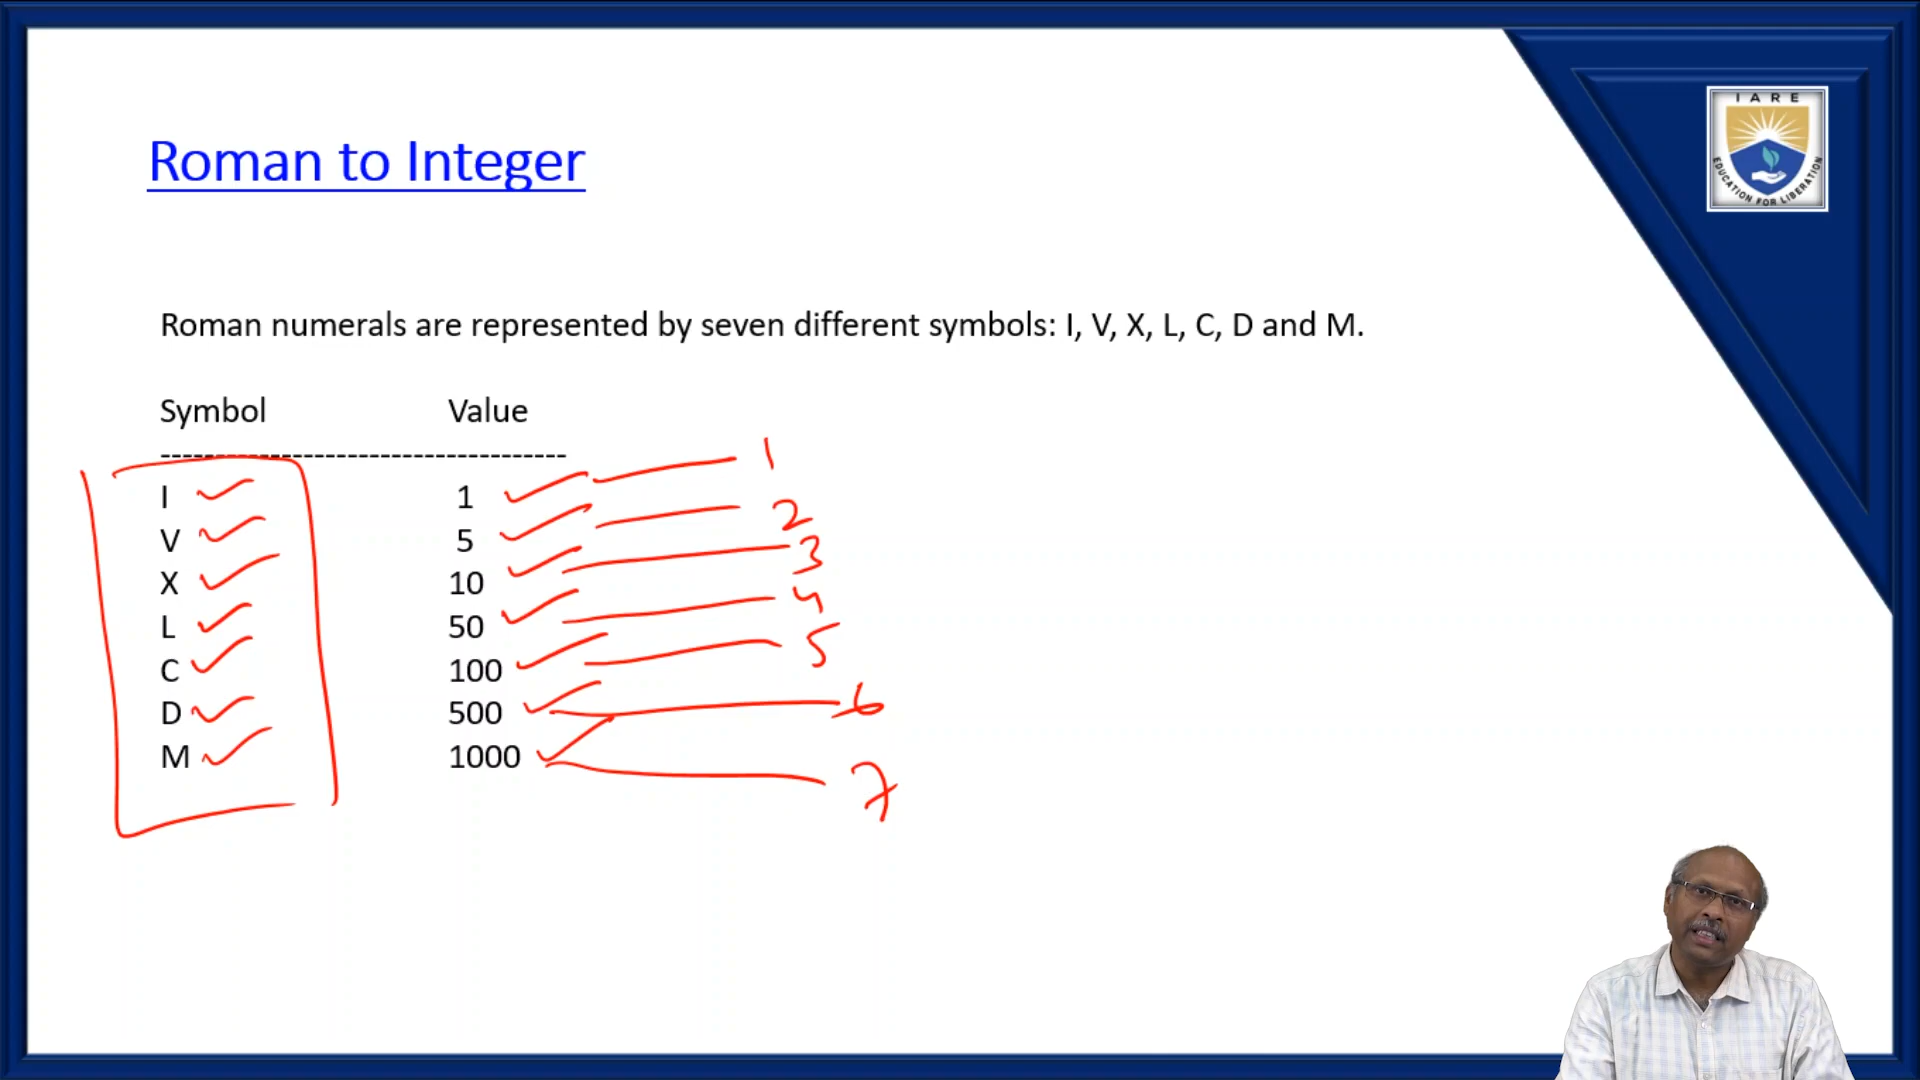 IARE
EDUCATION FOR LIBERATION
Roman to Integer
Roman numerals are represented by seven different symbols: I, V, X, L, C, D and M.
Symbol Value
-------------------------------------
I 1 1
V 5 2
X 10 3
L 50 4
C 100 5
D 500 6
M 1000 7